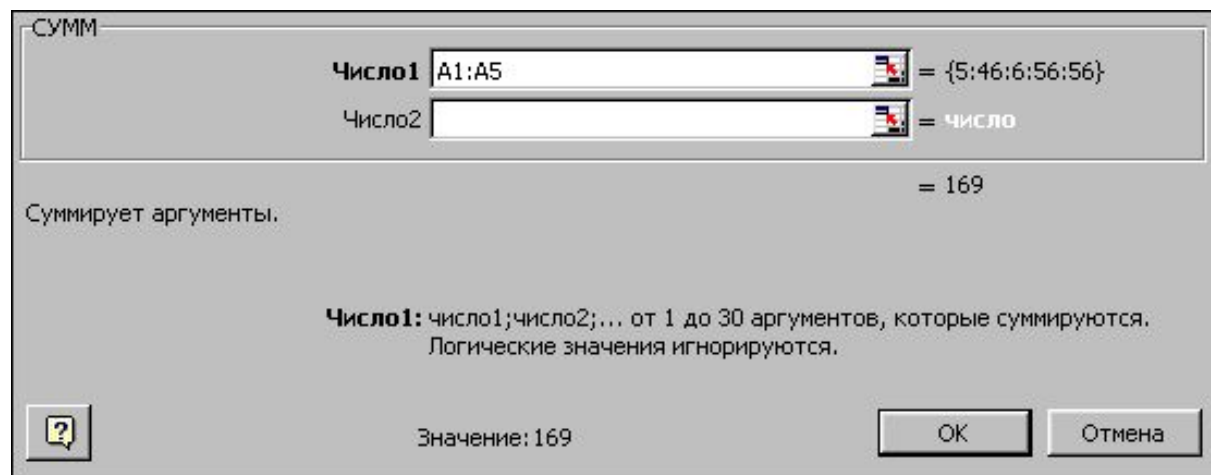 СУММ
Число1 A1:A5 = {5:46:6:56:56}
Число2 = число
= 169
Суммирует аргументы.
Число1: число1;число2;... от 1 до 30 аргументов, которые суммируются.
Логические значения игнорируются.
? Значение:169 ОК Отмена